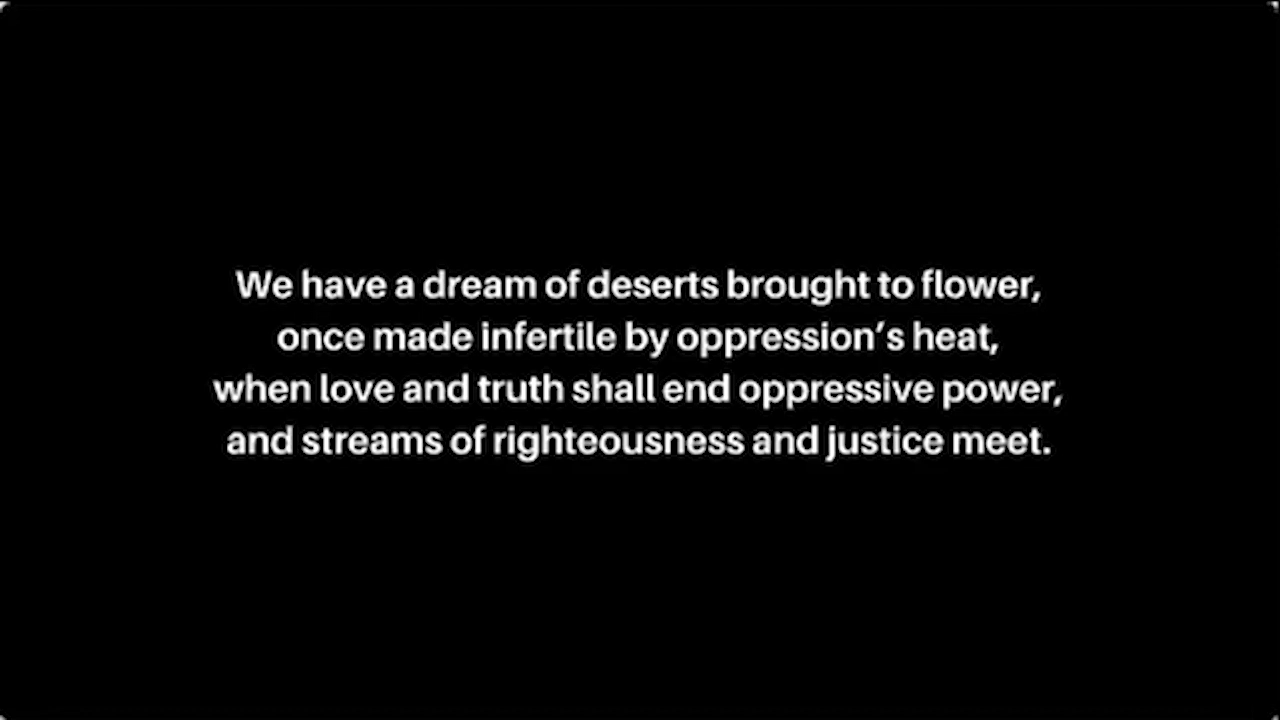 We have a dream of deserts brought to flower,
once made infertile by oppression’s heat,
when love and truth shall end oppressive power,
and streams of righteousness and justice meet.